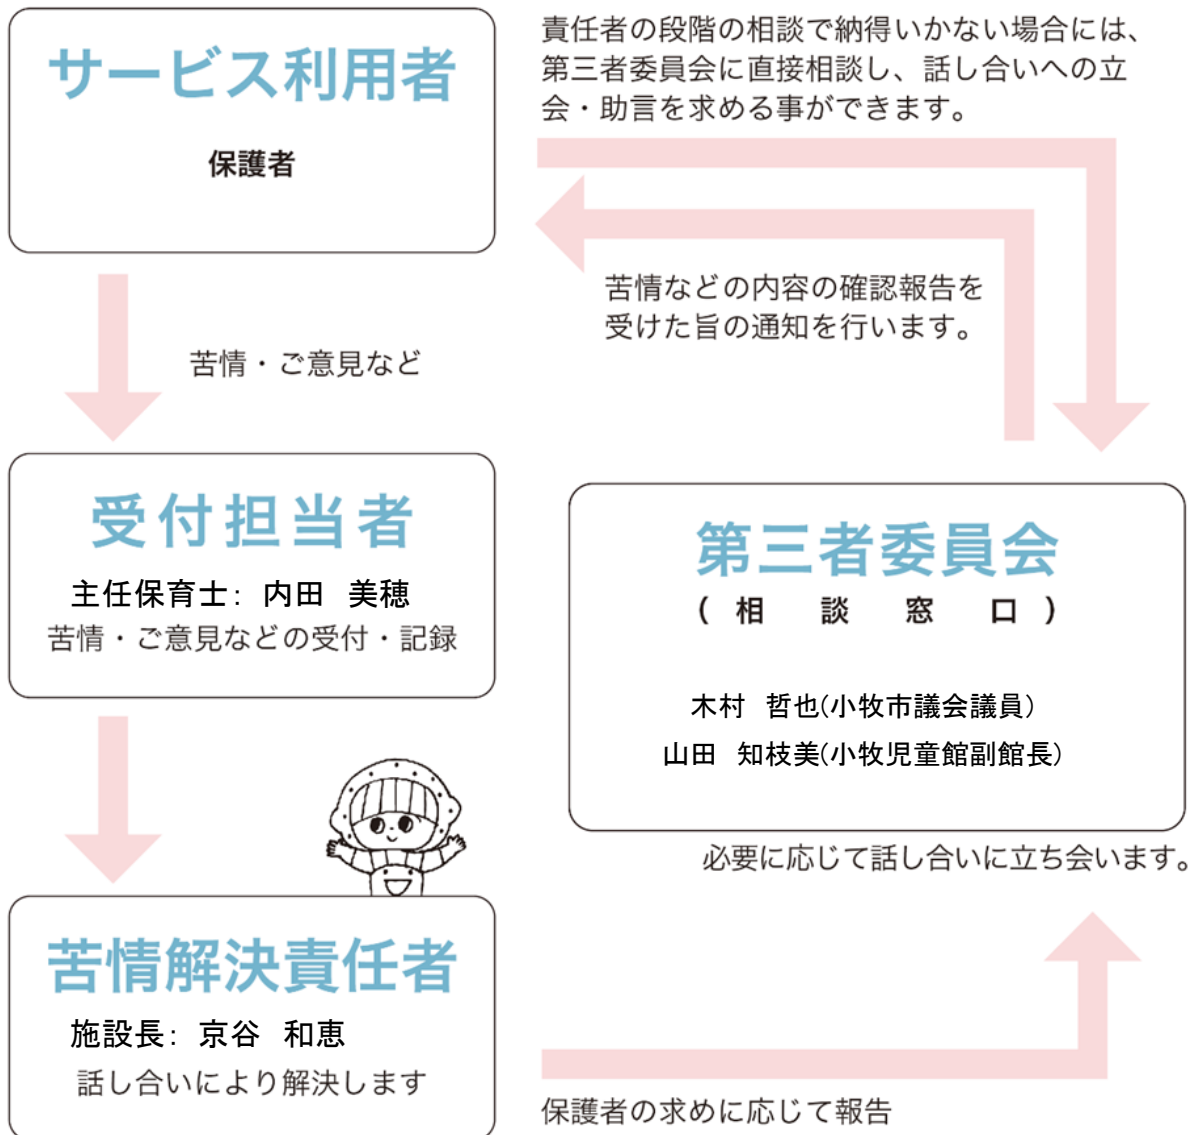 サービス利用者
保護者
責任者の段階の相談で納得いかない場合には、
第三者委員会に直接相談し、話し合いへの立
会・助言を求める事ができます。
苦情などの内容の確認報告を
受けた旨の通知を行います。
苦情・ご意見など
受付担当者
主任保育士： 内田　美穂
苦情・ご意見などの受付・記録
第三者委員会
（相談窓口）
木村　哲也(小牧市議会議員)
山田　知枝美(小牧児童館副館長)
必要に応じて話し合いに立ち会います。
苦情解決責任者
施設長： 京谷　和恵
話し合いにより解決します
保護者の求めに応じて報告